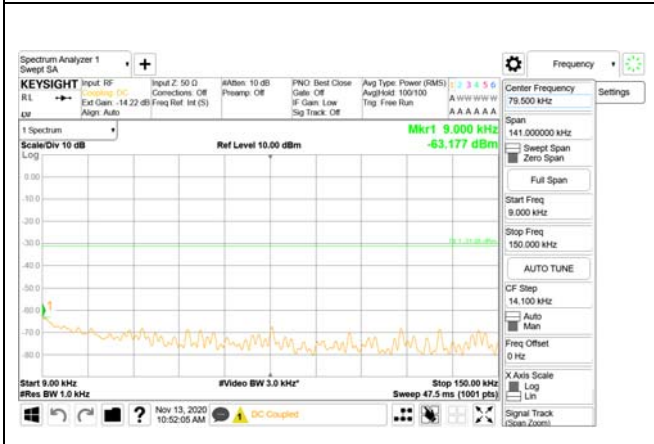 Spectrum Analyzer 1
Swept SA
Frequency
KEYSIGHT
RL
Input: RF
Coupling: DC
Ext Gain: -14.22 dB
Align: Auto
Input Z: 50 Ω
Corrections: Off
Freq Ref: Int (S)
#Atten: 10 dB
Preamp: Off
PNO: Best Close
Gate: Off
IF Gain: Low
Sig Track: Off
Avg Type: Power (RMS)
Avg|Hold: 100/100
Trig: Free Run
1 2 3 4 5 6
A W W W W W
A A A A A A
1 Spectrum
Scale/Div 10 dB
Log
Ref Level 10.00 dBm
Mkr1 9.000 kHz
-63.177 dBm
0.00
-10.0
-20.0
-30.0
-40.0
-50.0
-60.0
-70.0
-80.0
1
Start 9.00 kHz
#Res BW 1.0 kHz
#Video BW 3.0 kHz*
Stop 150.00 kHz
Sweep 47.5 ms (1001 pts)
Nov 13, 2020
10:52:05 AM
DC Coupled
Settings
Center Frequency
79.500 kHz
Span
141.000000 kHz
Swept Span
Zero Span
Full Span
Start Freq
9.000 kHz
Stop Freq
150.000 kHz
AUTO TUNE
CF Step
14.100 kHz
Auto
Man
Freq Offset
0 Hz
X Axis Scale
Log
Lin
Signal Track
(Span Zoom)